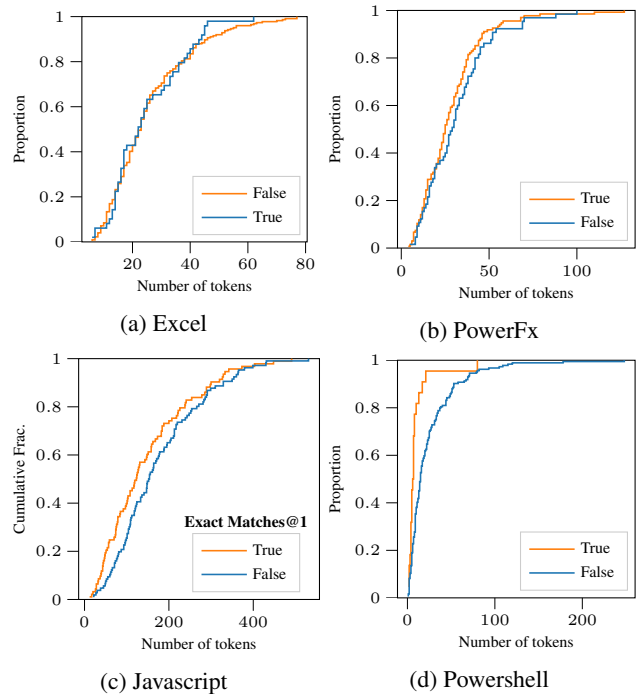 1
0.8
0.6
0.4
0.2
0
Proportion
20
40
60
80
Number of tokens
False
True
(a) Excel
1
0.8
0.6
0.4
0.2
0
Proportion
0
50
100
Number of tokens
True
False
(b) PowerFx
1
0.8
0.6
0.4
0.2
0
Cumulative Frac.
0
200
400
Number of tokens
Exact Matches@1
True
False
(c) Javascript
1
0.8
0.6
0.4
0.2
0
Proportion
0
100
200
Number of tokens
True
False
(d) Powershell